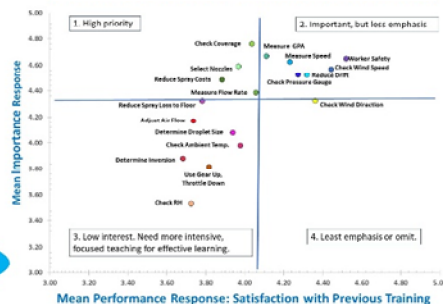 1. High priority
2. Important, but less emphasis
Check Coverage
Measure GPA
Measure Speed
Worker Safety
Select Nozzles
Check Wind Speed
Reduce Spray Costs
Reduce Drift
Check Pressure Gauge
Measure Flow Rate
Reduce Spray Loss to Floor
Check Wind Direction
Adjust Air Flow
Determine Droplet Size
Check Ambient Temp.
Determine Inversion
Use Gear Up,
Throttle Down
Check RH
3. Low interest. Need more intensive,
focused teaching for effective learning.
4. Least emphasis or omit.
Mean Importance
Response
5.00
4.80
4.60
4.40
4.20
4.00
3.80
3.60
3.40
3.20
3.00
3.00 3.20 3.40 3.60 3.80 4.00 4.20 4.40 4.60 4.80 5.0
Mean Performance Response: Satisfaction with Previous Training